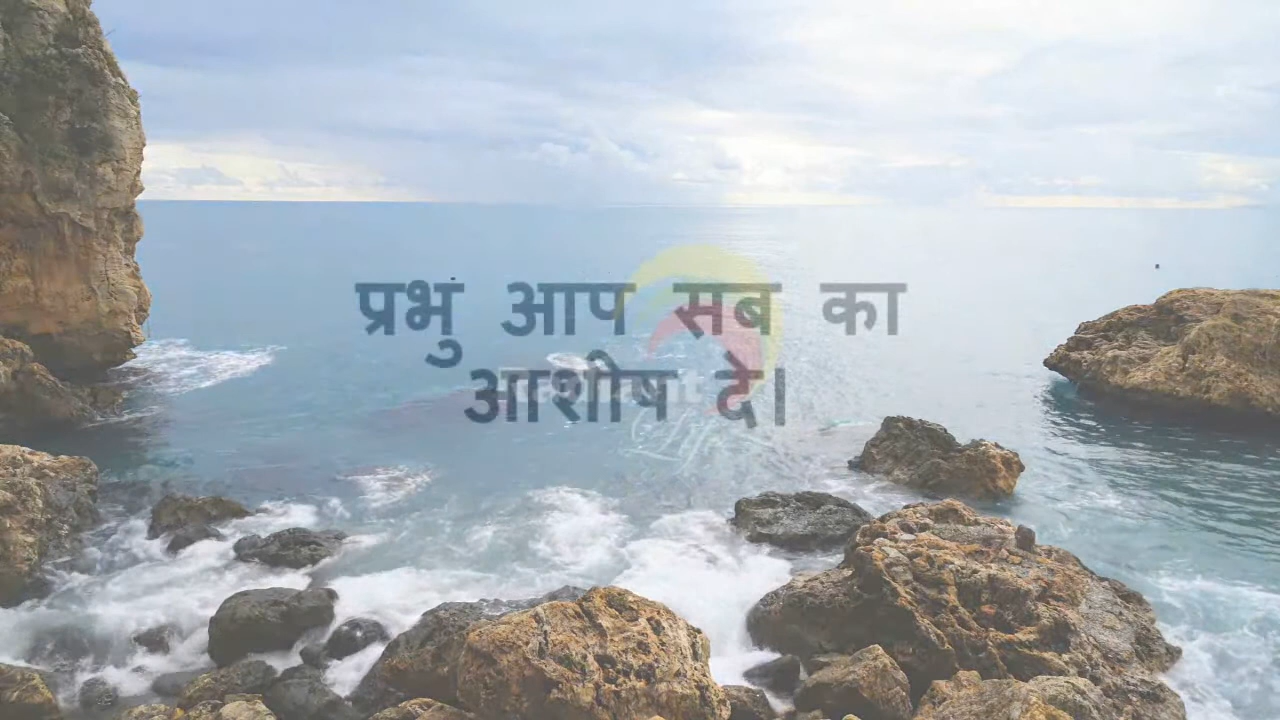 प्रभु आप सब का
आशीष दे।